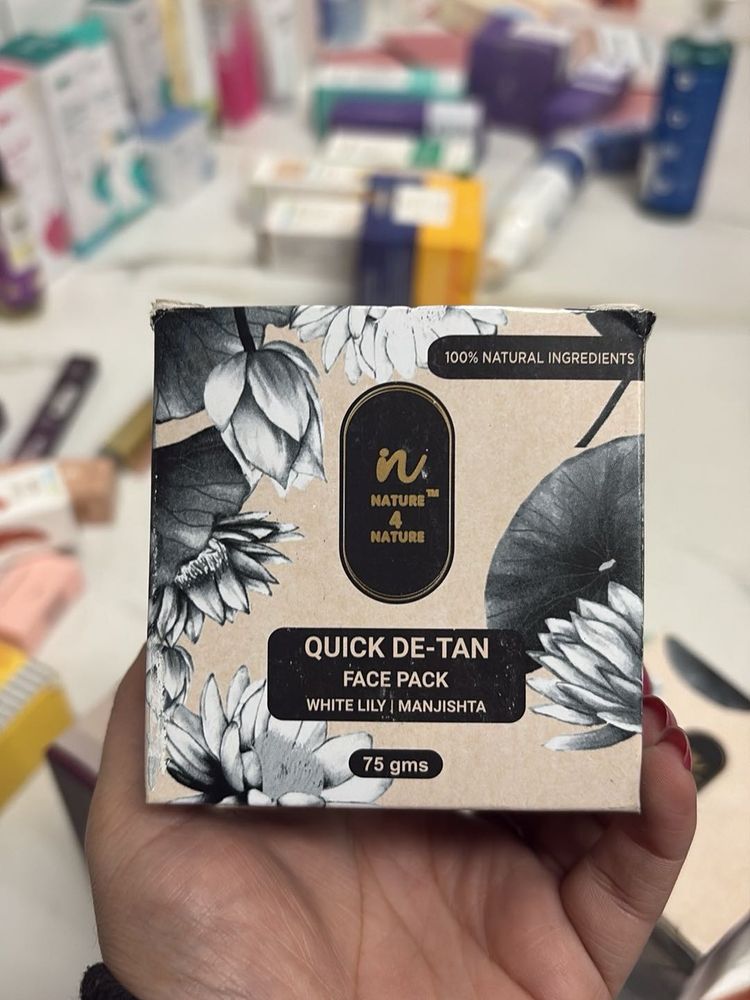 100% NATURAL INGREDIENTS
n
NATURE™
4
NATURE
QUICK DE-TAN
FACE PACK
WHITE LILY | MANJISHTA
75 gms